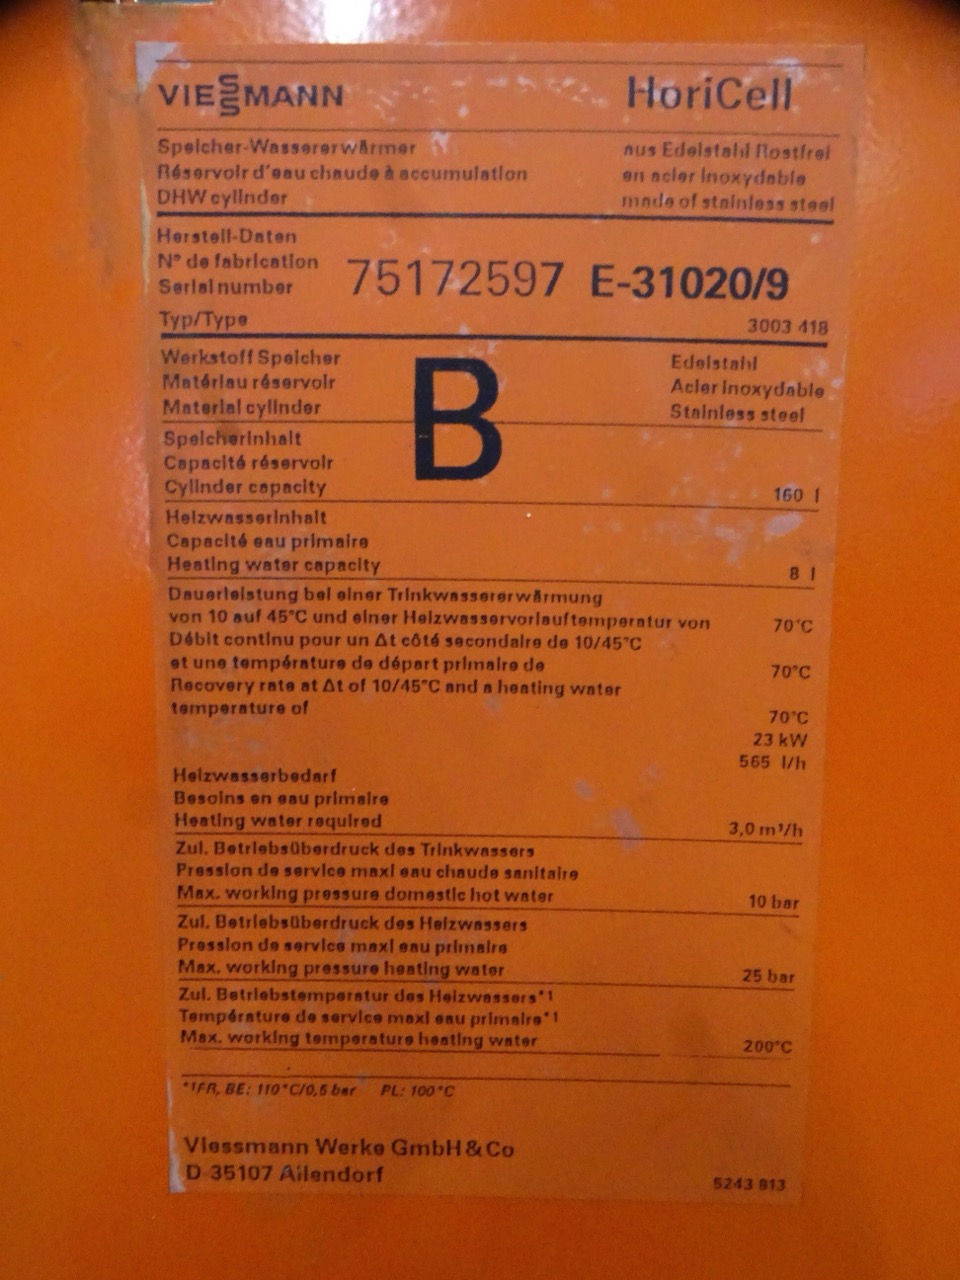 VIESSMANN HoriCell
Speicher-Wassererwärmer aus Edelstahl Rostfrei
Réservoir d'eau chaude à accumulation en acier inoxydable
DHW cylinder made of stainless steel
Herstell-Daten
N° de fabrication
Serial number 75172597 E-31020/9
Typ/Type 3003 418
Werkstoff Speicher Edelstahl
Matériau réservoir Acier inoxydable
Material cylinder Stainless steel
B
Speicherinhalt
Capacité réservoir
Cylinder capacity 160 l
Heizwasserinhalt
Capacité eau primaire
Heating water capacity 8 l
Dauerleistung bei einer Trinkwassererwärmung
von 10 auf 45°C und einer Heizwasservorlauftemperatur von 70°C
Débit continu pour un Δt côté secondaire de 10/45°C
et une température de départ primaire de 70°C
Recovery rate at Δt of 10/45°C and a heating water
temperature of 70°C
23 kW
565 l/h
Heizwasserbedarf
Besoins en eau primaire
Heating water required 3,0 m³/h
Zul. Betriebsüberdruck des Trinkwassers
Pression de service maxi eau chaude sanitaire
Max. working pressure domestic hot water 10 bar
Zul. Betriebsüberdruck des Heizwassers
Pression de service maxi eau primaire
Max. working pressure heating water 25 bar
Zul. Betriebstemperatur des Heizwassers*1
Température de service maxi eau primaire*1
Max. working temperature heating water 200°C
*1FR, BE: 110°C/0,5 bar PL: 100°C
Viessmann Werke GmbH & Co
D-35107 Allendorf 5243 813